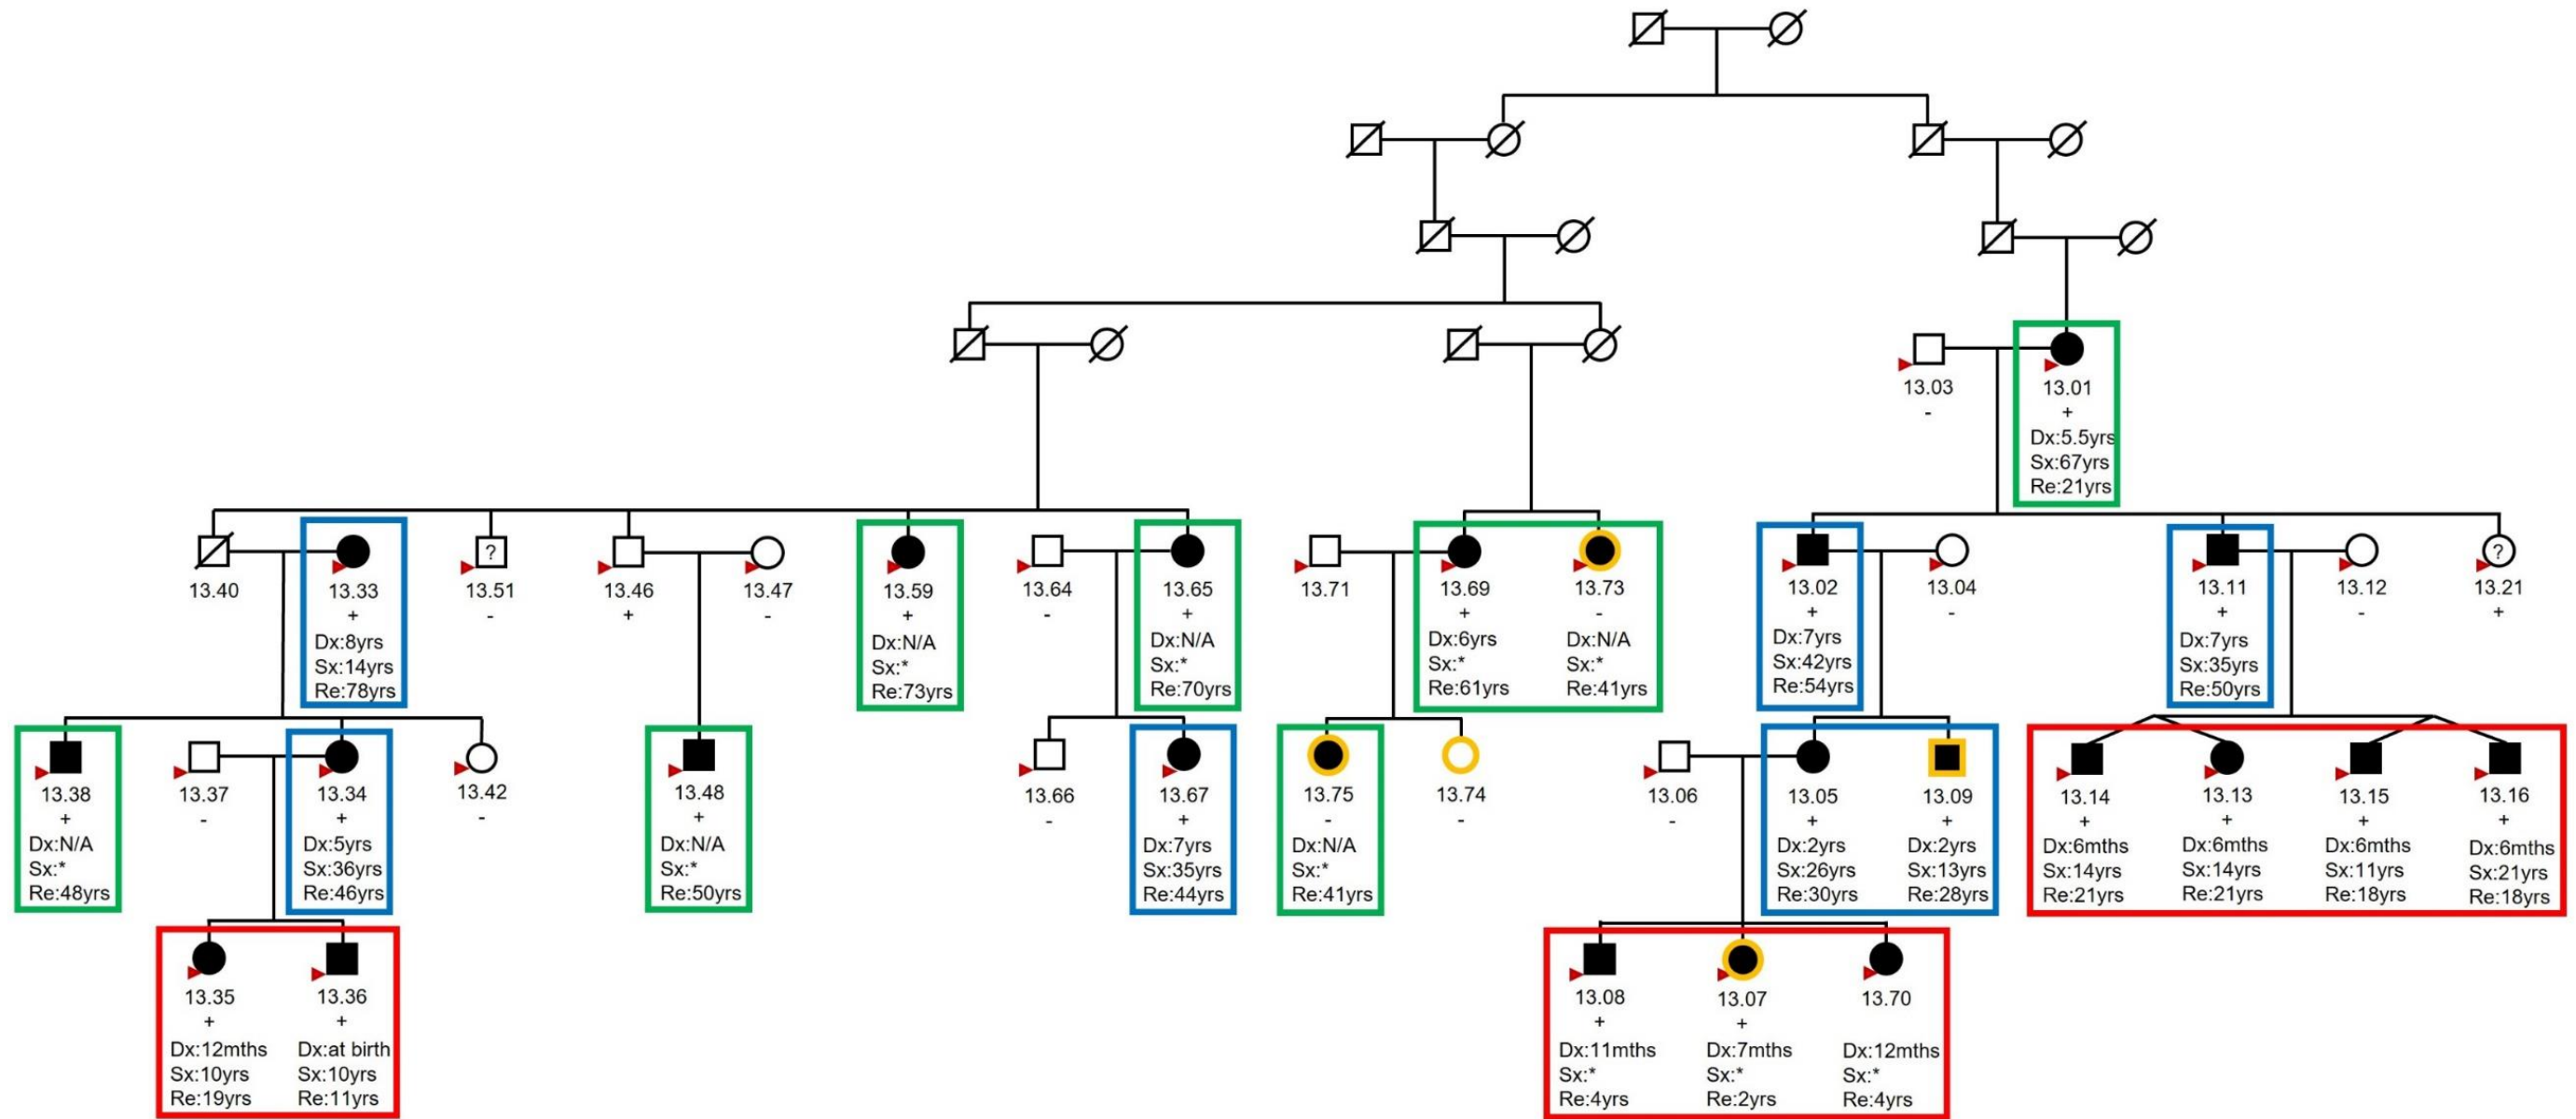 13.03
-
13.01
+
Dx:5.5yrs
Sx:67yrs
Re:21yrs
13.40
13.33
+
Dx:8yrs
Sx:14yrs
Re:78yrs
?
13.51
-
13.46
+
13.47
-
13.59
+
Dx:N/A
Sx:*
Re:73yrs
13.64
-
13.65
+
Dx:N/A
Sx:*
Re:70yrs
13.71
13.69
+
Dx:6yrs
Sx:*
Re:61yrs
13.73
-
Dx:N/A
Sx:*
Re:41yrs
13.02
+
Dx:7yrs
Sx:42yrs
Re:54yrs
13.04
-
13.11
+
Dx:7yrs
Sx:35yrs
Re:50yrs
13.12
-
?
13.21
+
13.38
+
Dx:N/A
Sx:*
Re:48yrs
13.37
-
13.34
+
Dx:5yrs
Sx:36yrs
Re:46yrs
13.42
-
13.48
+
Dx:N/A
Sx:*
Re:50yrs
13.66
-
13.67
+
Dx:7yrs
Sx:35yrs
Re:44yrs
13.75
-
Dx:N/A
Sx:*
Re:41yrs
13.74
-
13.06
-
13.05
+
Dx:2yrs
Sx:26yrs
Re:30yrs
13.09
+
Dx:2yrs
Sx:13yrs
Re:28yrs
13.14
+
Dx:6mths
Sx:14yrs
Re:21yrs
13.13
+
Dx:6mths
Sx:14yrs
Re:21yrs
13.15
+
Dx:6mths
Sx:11yrs
Re:18yrs
13.16
+
Dx:6mths
Sx:21yrs
Re:18yrs
13.35
+
Dx:12mths
Sx:10yrs
Re:19yrs
13.36
+
Dx:at birth
Sx:10yrs
Re:11yrs
13.08
+
Dx:11mths
Sx:*
Re:4yrs
13.07
+
Dx:7mths
Sx:*
Re:2yrs
13.70
Dx:12mths
Sx:*
Re:4yrs